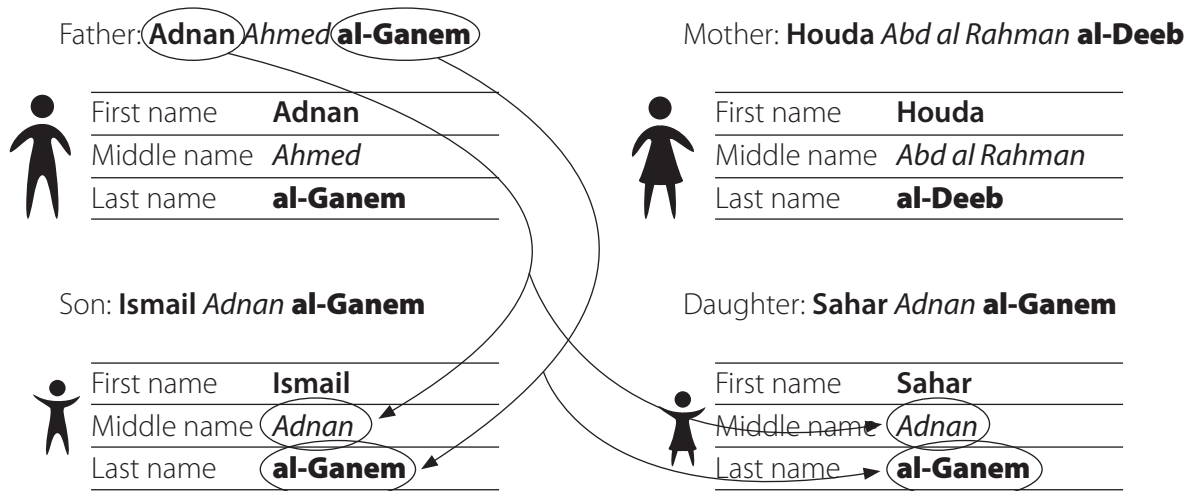 Father: Adnan Ahmed al-Ganem
First name Adnan
Middle name Ahmed
Last name al-Ganem
Mother: Houda Abd al Rahman al-Deeb
First name Houda
Middle name Abd al Rahman
Last name al-Deeb
Son: Ismail Adnan al-Ganem
First name Ismail
Middle name Adnan
Last name al-Ganem
Daughter: Sahar Adnan al-Ganem
First name Sahar
Middle name Adnan
Last name al-Ganem